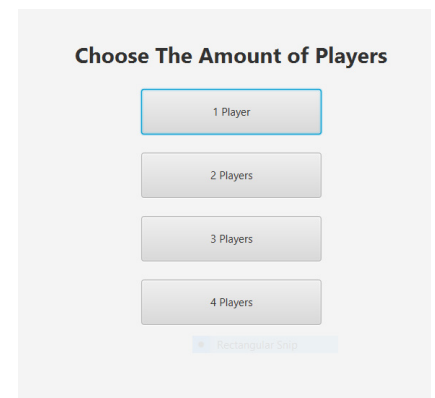 Choose The Amount of Players
1 Player
2 Players
3 Players
4 Players
Rectangular Snip